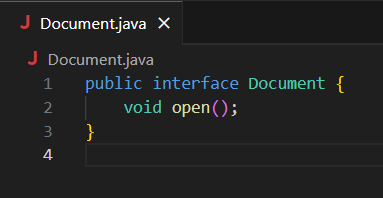 J Document.java ×
J Document.java
1 public interface Document {
2     void open();
3 }
4